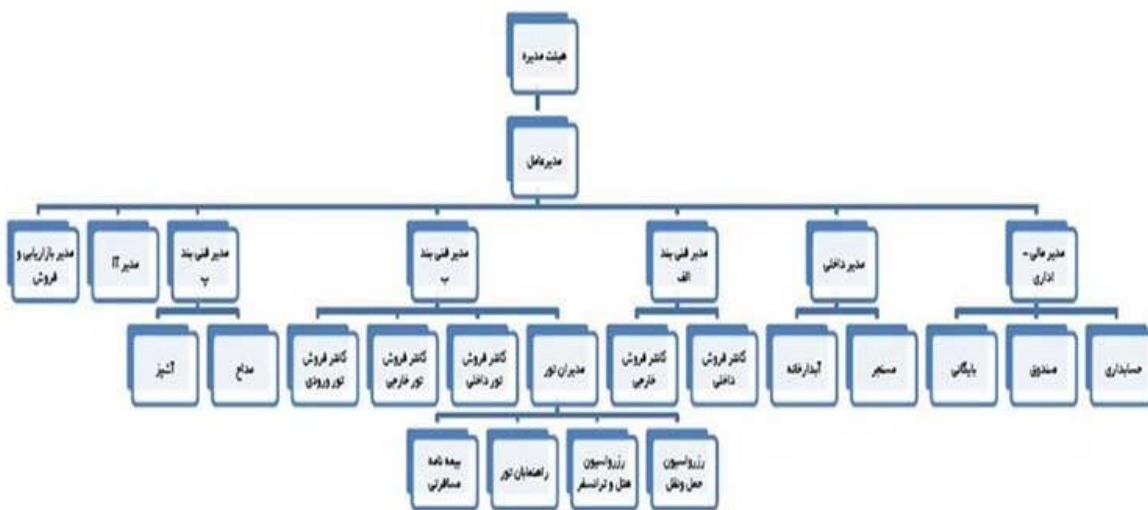 هیئت مدیره
مدیرعامل
مدیر مالی –
اداری
مدیر داخلی
مدیر فنی بند
الف
مدیر فنی بند
ب
مدیر فنی بند
پ
مدیر IT
مدیر بازاریابی و
فروش
حسابداری
صندوق
بایگانی
مسنجر
آبدارخانه
کانتر فروش
داخلی
کانتر فروش
خارجی
مدیران تور
کانتر فروش
تور داخلی
کانتر فروش
تور خارجی
کانتر فروش
تور ورودی
مداح
آشپز
رزرواسیون
حمل ونقل
رزرواسیون
هتل و ترانسفر
راهنمایان تور
بیمه نامه
مسافرتی